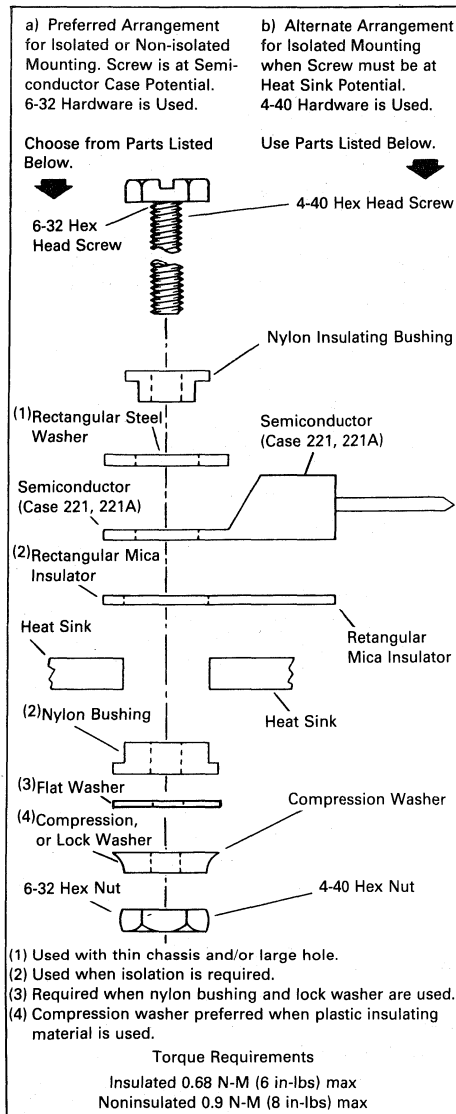 a) Preferred Arrangement
for Isolated or Non-isolated
Mounting. Screw is at Semi-
conductor Case Potential.
6-32 Hardware is Used.
Choose from Parts Listed
Below.
b) Alternate Arrangement
for Isolated Mounting
when Screw must be at
Heat Sink Potential.
4-40 Hardware is Used.
Use Parts Listed Below.
6-32 Hex
Head Screw
4-40 Hex Head Screw
Nylon Insulating Bushing
(1) Rectangular Steel
Washer
Semiconductor
(Case 221, 221A)
Semiconductor
(Case 221, 221A)
(2) Rectangular Mica
Insulator
Heat Sink
Retangular
Mica Insulator
Heat Sink
(2) Nylon Bushing
(3) Flat Washer
(4) Compression,
or Lock Washer
Compression Washer
6-32 Hex Nut
4-40 Hex Nut
(1) Used with thin chassis and/or large hole.
(2) Used when isolation is required.
(3) Required when nylon bushing and lock washer are used.
(4) Compression washer preferred when plastic insulating
material is used.
Torque Requirements
Insulated 0.68 N-M (6 in-lbs) max
Noninsulated 0.9 N-M (8 in-lbs) max